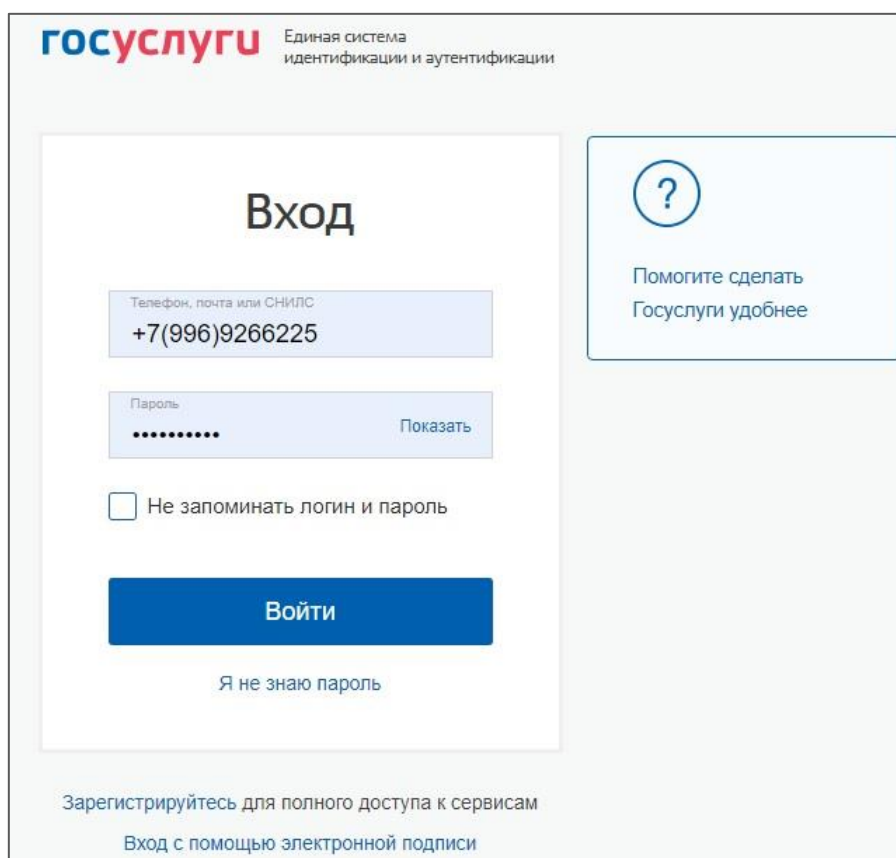 госуслуги
Единая система
идентификации и аутентификации
Вход
Телефон, почта или СНИЛС
+7(996)9266225
Пароль
••••••••••
Показать
Не запоминать логин и пароль
Войти
Я не знаю пароль
?
Помогите сделать
Госуслуги удобнее
Зарегистрируйтесь для полного доступа к сервисам
Вход с помощью электронной подписи